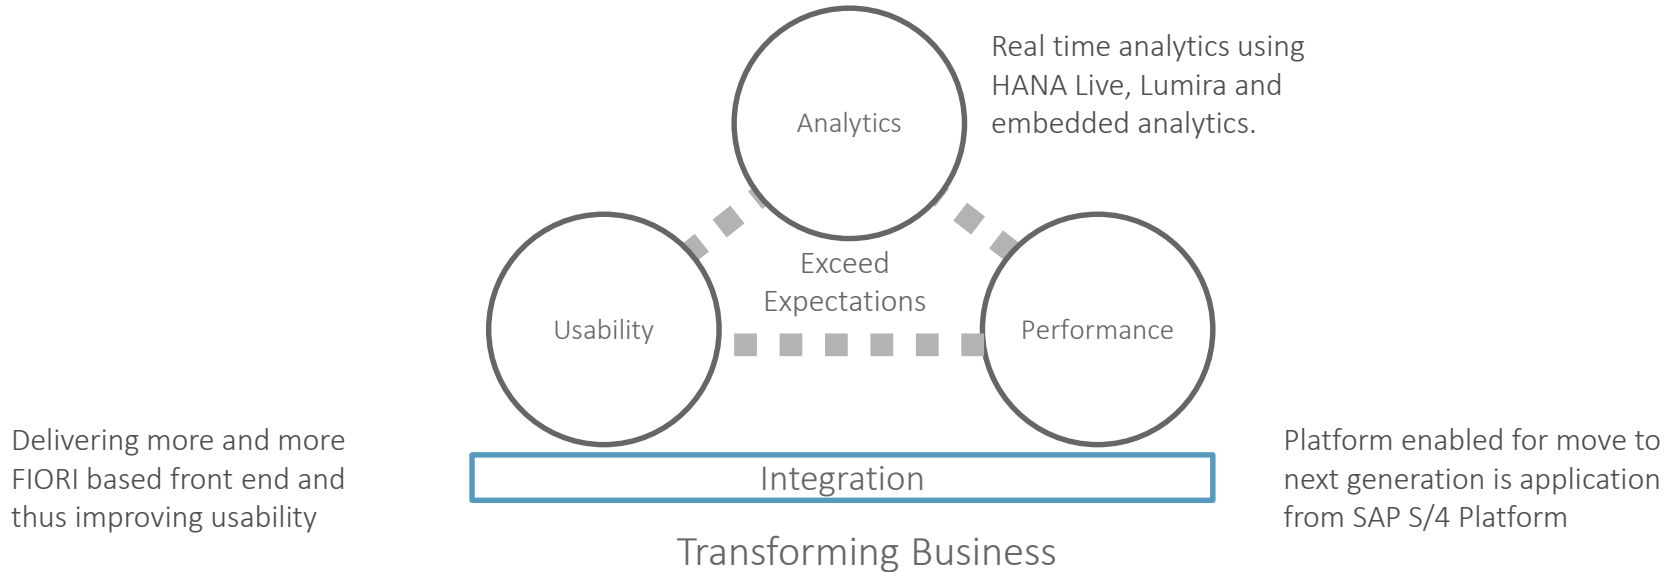 Real time analytics using
HANA Live, Lumira and
embedded analytics.
Analytics
Exceed
Expectations
Usability
Performance
Delivering more and more
FIORI based front end and
thus improving usability
Platform enabled for move to
next generation is application
from SAP S/4 Platform
Integration
Transforming Business